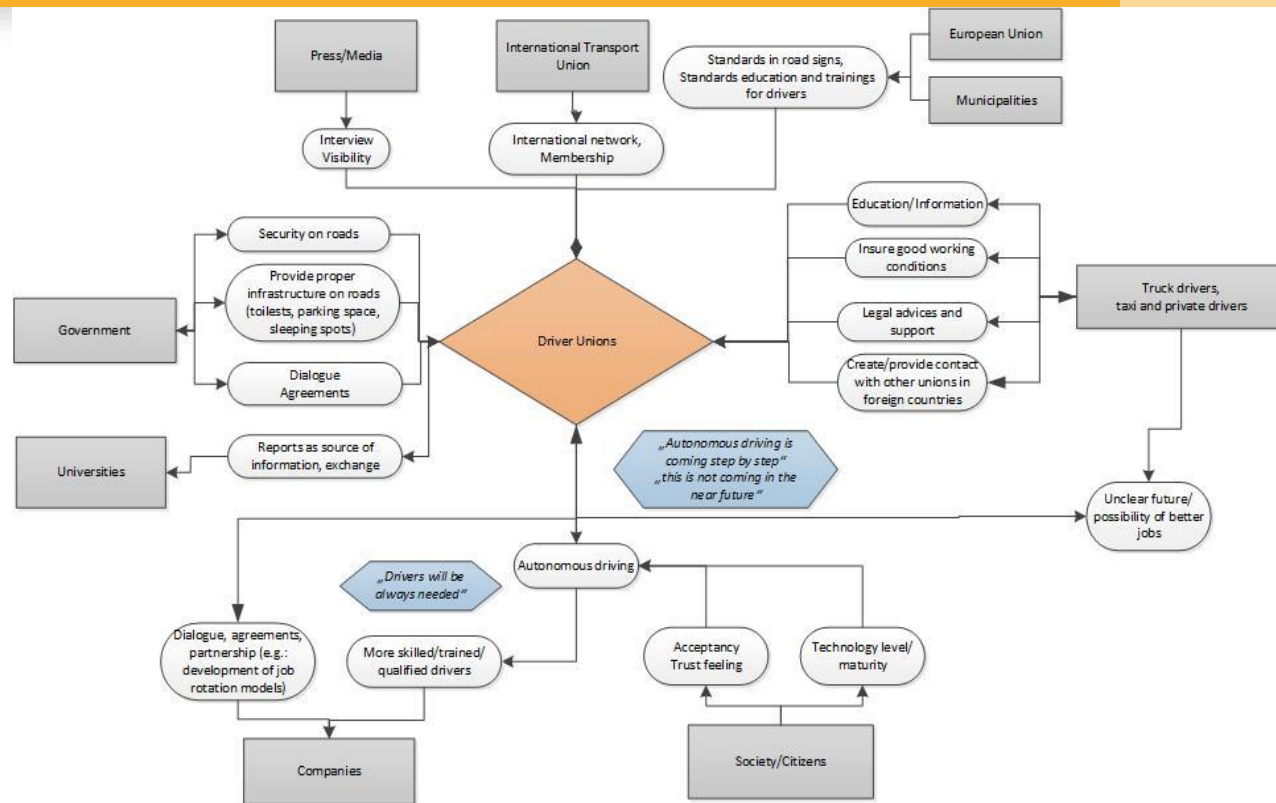 Press/Media
International Transport
Union
Standards in road signs,
Standards education and trainings
for drivers
European Union
Municipalities
Interview
Visibility
International network,
Membership
Security on roads
Provide proper
infrastructure on roads
(toilests, parking space,
sleeping spots)
Government
Dialogue
Agreements
Driver Unions
Education/Information
Insure good working
conditions
Legal advices and
support
Create/provide contact
with other unions in
foreign countries
Truck drivers,
taxi and private drivers
Universities
Reports as source of
information, exchange
„Autonomous driving is
coming step by step“
„this is not coming in the
near future“
Unclear future/
possibility of better
jobs
„Drivers will be
always needed“
Autonomous driving
Dialogue, agreements,
partnership (e.g.:
development of job
rotation models)
More skilled/trained/
qualified drivers
Acceptancy
Trust feeling
Technology level/
maturity
Companies
Society/Citizens